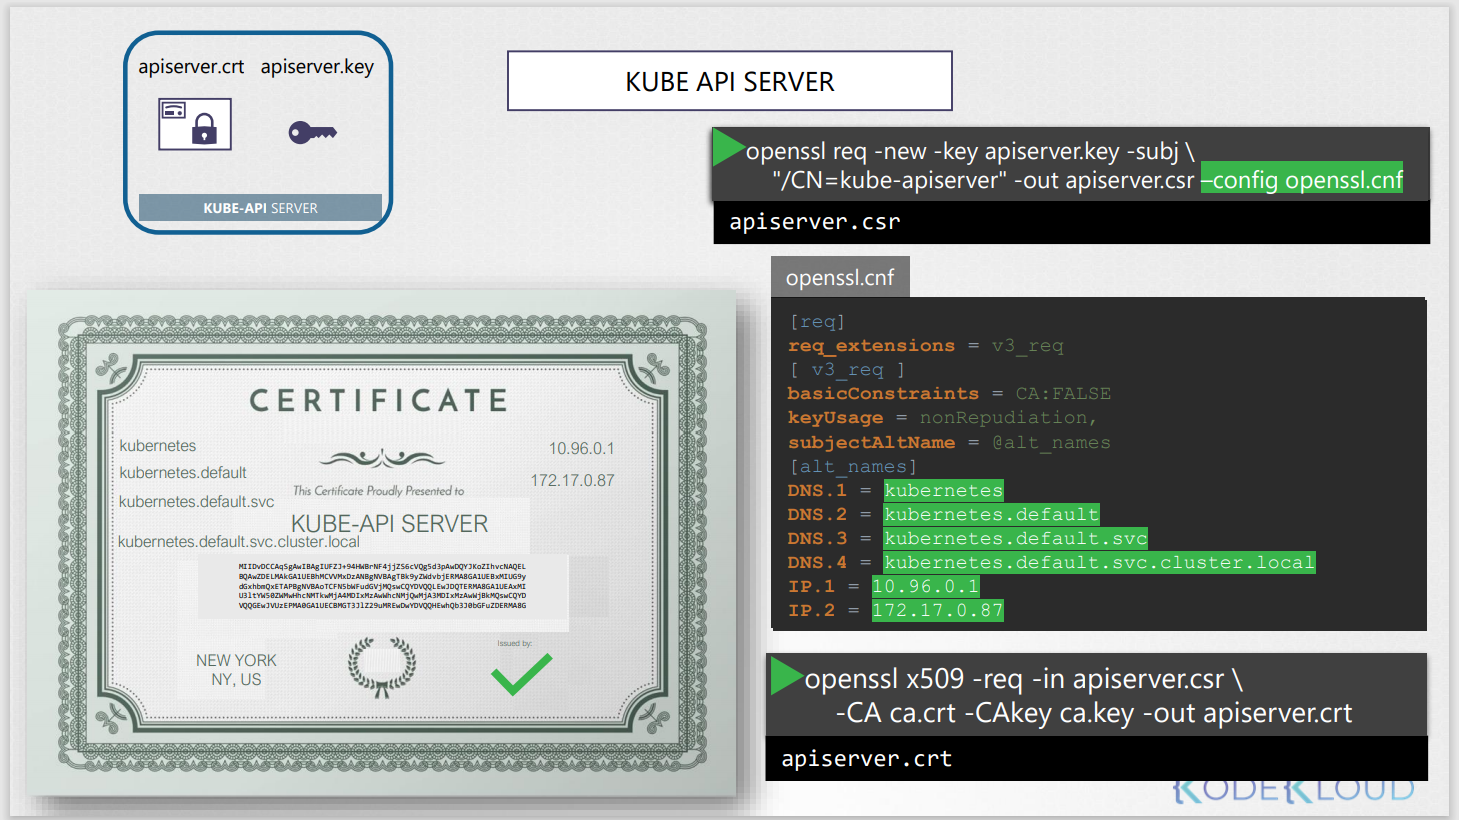 apiserver.crt apiserver.key
KUBE-API SERVER
KUBE API SERVER
openssl req -new -key apiserver.key -subj \
"/CN=kube-apiserver" -out apiserver.csr –config openssl.cnf
apiserver.csr
openssl.cnf
[req]
req_extensions = v3_req
[ v3_req ]
basicConstraints = CA:FALSE
keyUsage = nonRepudiation,
subjectAltName = @alt_names
[alt_names]
DNS.1 = kubernetes
DNS.2 = kubernetes.default
DNS.3 = kubernetes.default.svc
DNS.4 = kubernetes.default.svc.cluster.local
IP.1 = 10.96.0.1
IP.2 = 172.17.0.87
openssl x509 -req -in apiserver.csr \
-CA ca.crt -CAkey ca.key -out apiserver.crt
apiserver.crt
CERTIFICATE
kubernetes
10.96.0.1
kubernetes.default
172.17.0.87
This Certificate Proudly Presented to
kubernetes.default.svc
KUBE-API SERVER
kubernetes.default.svc.cluster.local
Issued by:
NEW YORK
NY, US
KODEKLOUD